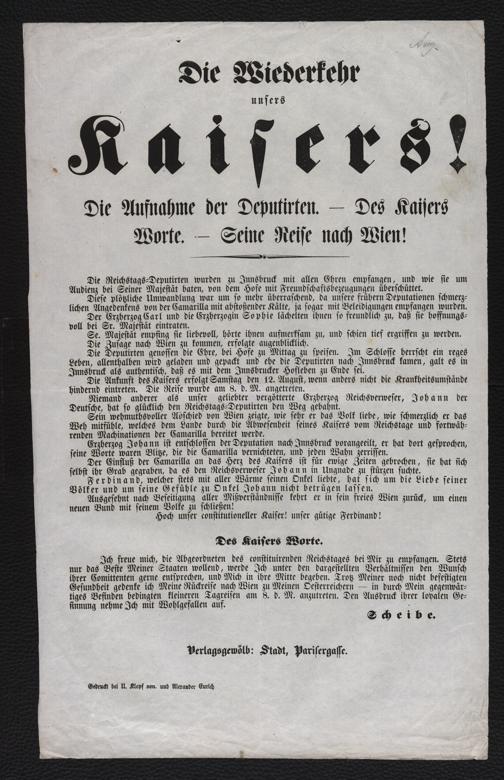 Die Wiederkehr
unsers
Kaisers!
Die Aufnahme der Deputirten. — Des Kaisers
Worte. — Seine Reise nach Wien!
Die Reichstags-Deputirten wurden zu Innsbruck mit allen Ehren empfangen, und wie sie um
Audienz bei Seiner Majestät baten, von dem Hofe mit Freundschaftsbezeugungen überschüttet.
Diese plötzliche Umwandlung war um so mehr überraschend, da unsere frühern Deputationen schmerz-
lichen Angedenkens von der Camarilla mit abstoßender Kälte, ja sogar mit Beleidigungen empfangen wurden.
Der Erzherzog Carl und die Erzherzogin Sophie lächelten ihnen so freundlich zu, daß sie hoffnungs-
voll bei Sr. Majestät eintraten.
Se. Majestät empfing sie liebevoll, hörte ihnen aufmerksam zu, und schien tief ergriffen zu werden.
Die Zusage nach Wien zu kommen, erfolgte augenblicklich.
Die Deputirten genossen die Ehre, bei Hofe zu Mittag zu speisen. Im Schlosse herrscht ein reges
Leben, allenthalben wird geladen und gepackt und ehe die Deputirten nach Innsbruck kamen, galt es in
Innsbruck als authentisch, daß es mit dem Innsbrucker Hofleben zu Ende sei.
Die Ankunft des Kaisers erfolgt Samstag den 12. August, wenn anders nicht die Krankheitsumstände
hindernd eintreten. Die Reise wurde am 8. d. M. angetreten.
Niemand anderer als unser geliebter vergötterte Erzherzog Reichsverweser, Johann der
Deutsche, hat so glücklich den Reichstags-Deputirten den Weg gebahnt.
Sein wehmuthsvoller Abschied von Wien zeigte, wie sehr er das Volk liebe, wie schmerzlich er das
Weh mitfühle, welches dem Lande durch die Abwesenheit seines Kaisers vom Reichstage und fortwäh-
renden Machinationen der Camarilla bereitet werde.
Erzherzog Johann ist entschlossen der Deputation nach Innsbruck vorangeeilt, er hat dort gesprochen,
seine Worte waren Blitze, die die Camarilla vernichteten, und jeden Wahn zerrissen.
Der Einfluß der Camarilla an das Herz des Kaisers ist für ewige Zeiten gebrochen, sie hat sich
selbst ihr Grab gegraben, da es den Reichsverweser Johann in Ungnade zu stürzen suchte.
Ferdinand, welcher stets mit aller Wärme seinen Onkel liebte, hat sich um die Liebe seiner
Völker und um seine Gefühle zu Onkel Johann nicht betrügen lassen.
Ausgesöhnt nach Beseitigung aller Mißverständnisse kehrt er in sein freies Wien zurück, um einen
neuen Bund mit seinem Volke zu schließen!
Hoch unser constitutioneller Kaiser! unser gütige Ferdinand!
Des Kaisers Worte.
Ich freue mich, die Abgeordneten des constituirenden Reichstages bei Mir zu empfangen. Stets
nur das Beste Meiner Staaten wollend, werde Ich unter den dargestellten Verhältnissen den Wunsch
ihrer Comittenten gerne entsprechen, und Mich in ihre Mitte begeben. Trotz Meiner noch nicht befestigten
Gesundheit gedenk' Ich Meine Rückreise nach Wien zu Meinen Oesterreichern — in durch Mein gegenwär-
tiges Befinden bedingten kleineren Tagreisen am 8. d. M. anzutreten. Den Ausdruck ihrer loyalen Ge-
sinnung nehme Ich mit Wohlgefallen auf.
Scheibe.
Verlagsgewölb: Stadt, Parisergasse.
Gedruckt bei U. Klopf sen. und Alexander Eurich